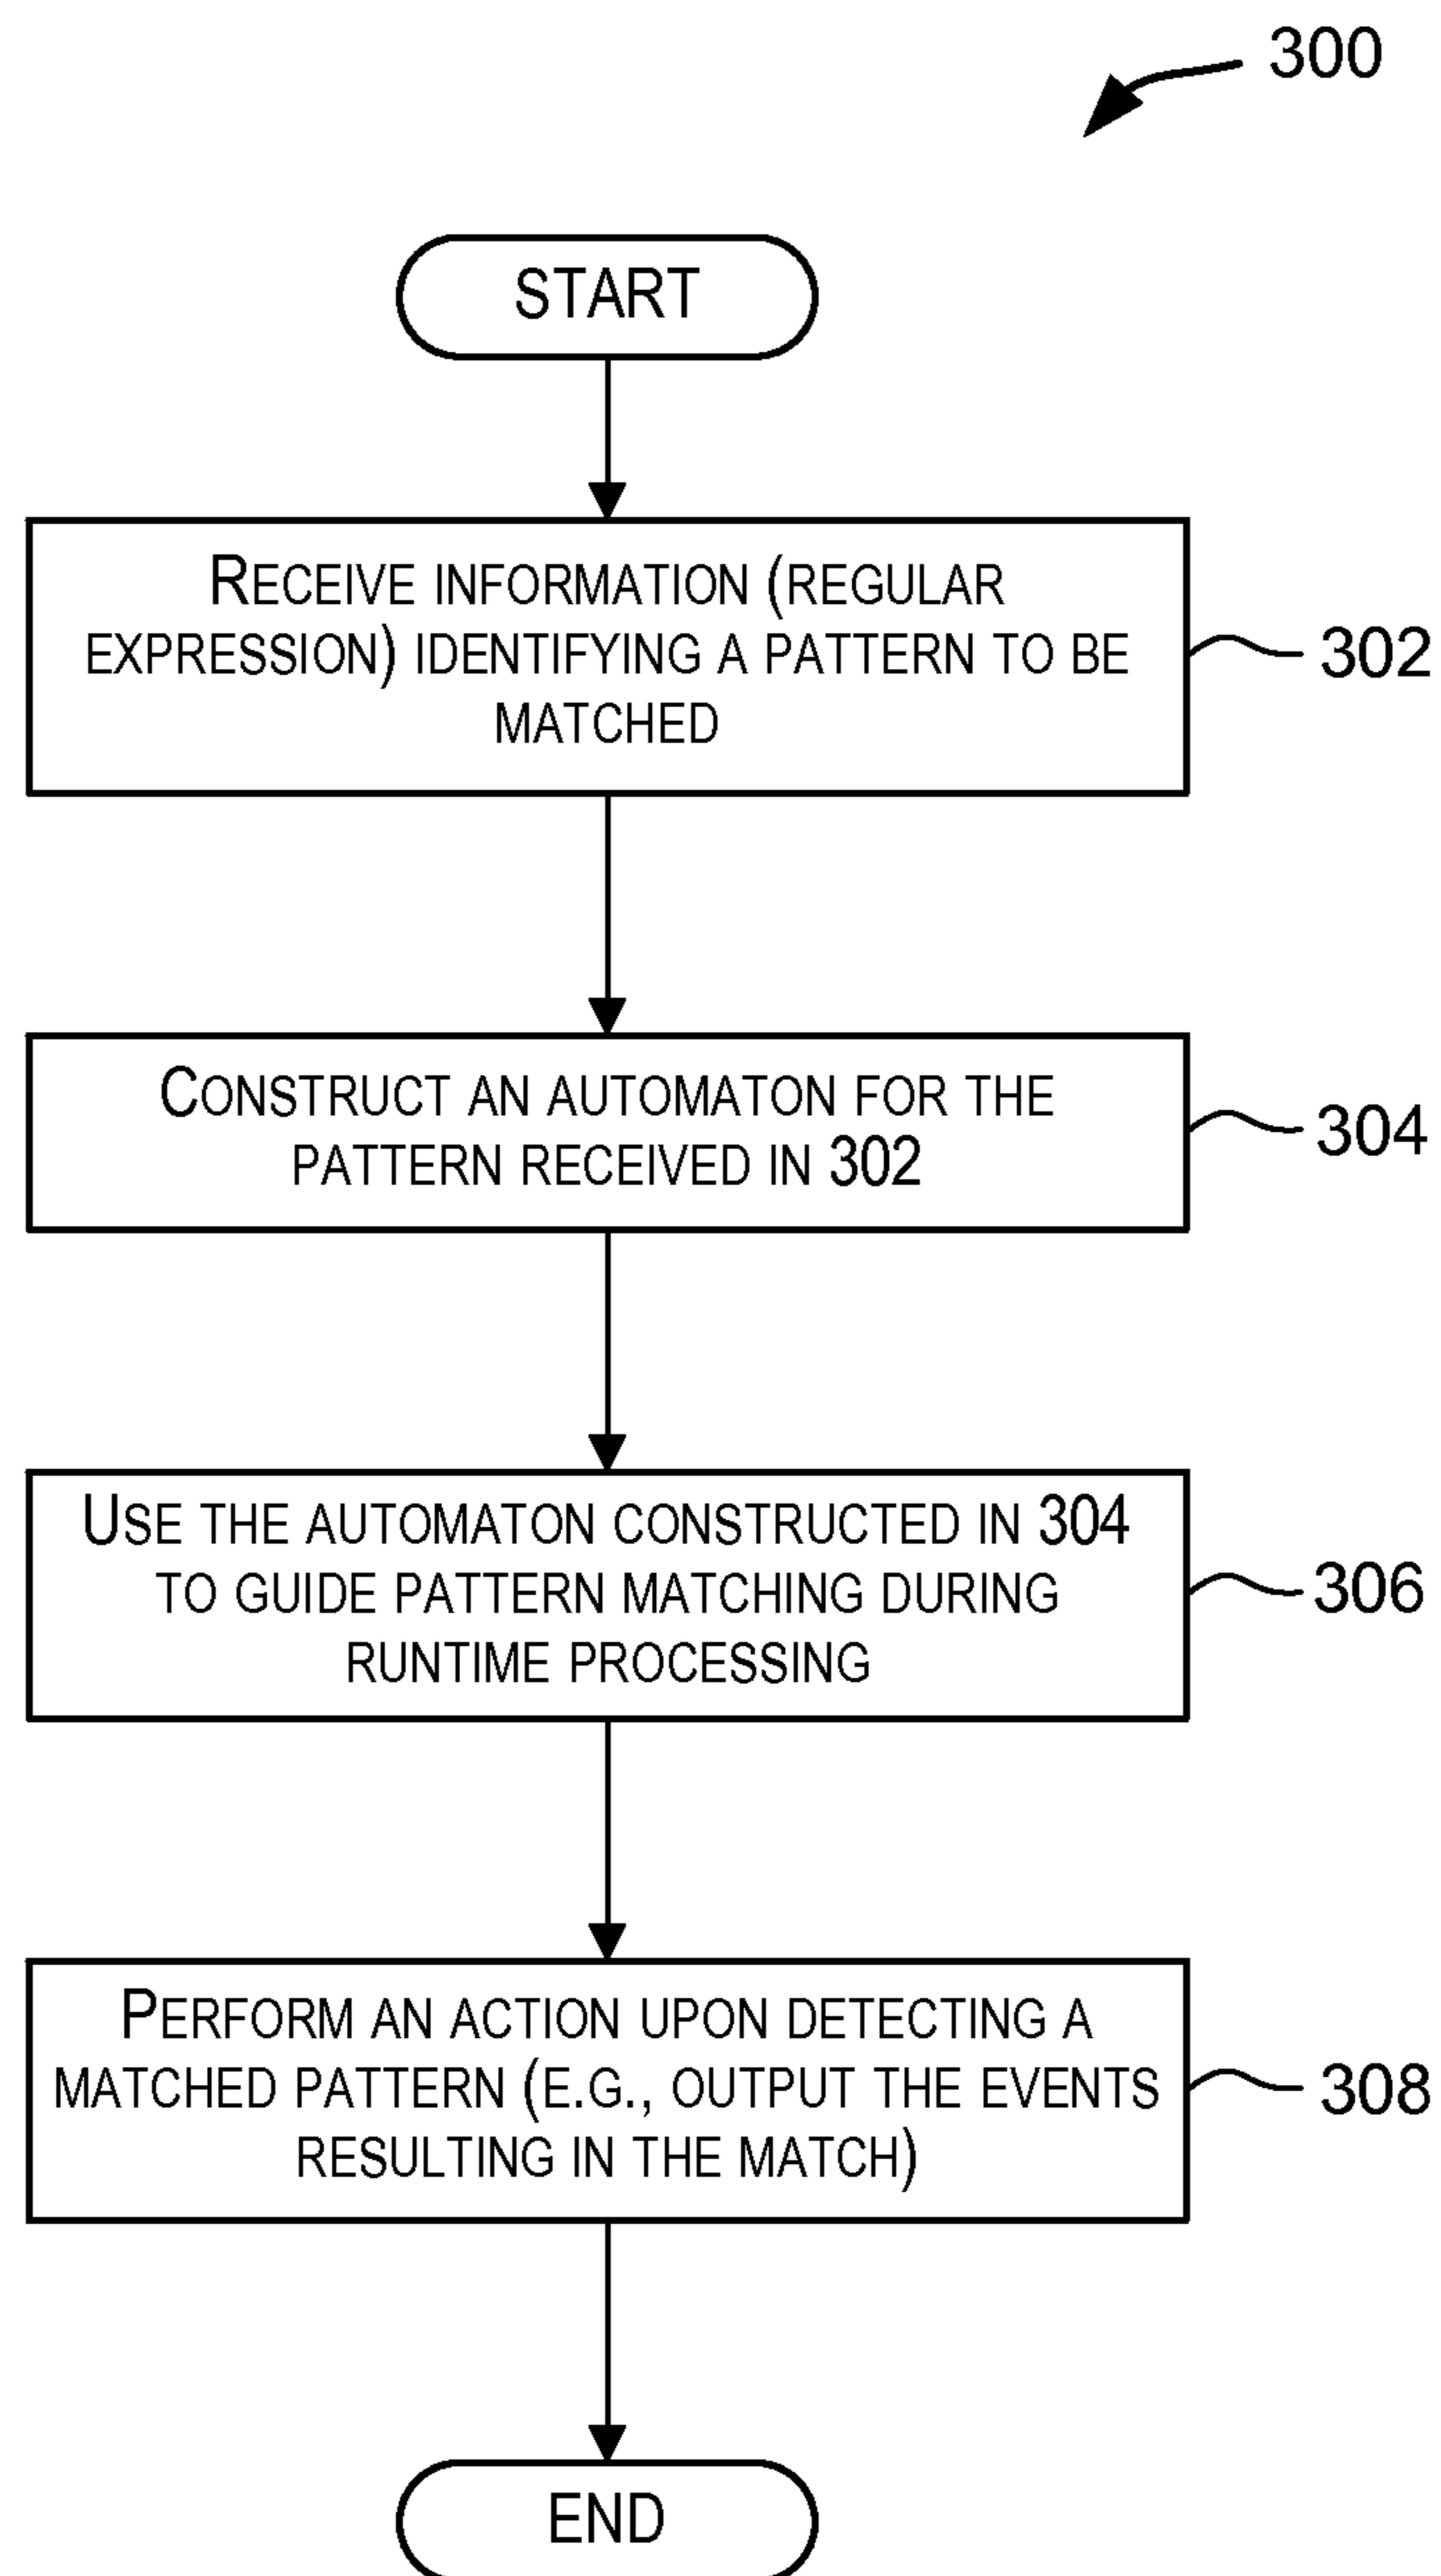 300
START
RECEIVE INFORMATION (REGULAR
EXPRESSION) IDENTIFYING A PATTERN TO BE
MATCHED
302
CONSTRUCT AN AUTOMATON FOR THE
PATTERN RECEIVED IN 302
304
USE THE AUTOMATON CONSTRUCTED IN 304
TO GUIDE PATTERN MATCHING DURING
RUNTIME PROCESSING
306
PERFORM AN ACTION UPON DETECTING A
MATCHED PATTERN (E.G., OUTPUT THE EVENTS
RESULTING IN THE MATCH)
308
END